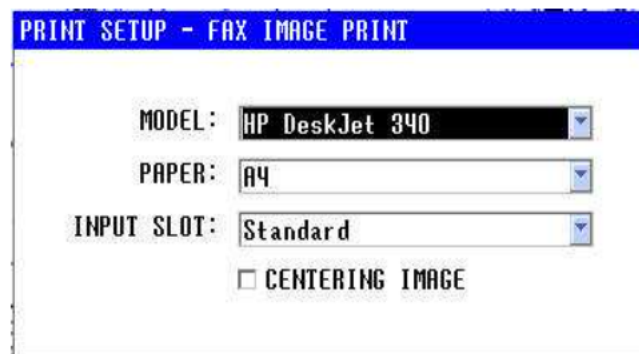 PRINT SETUP - FAX IMAGE PRINT
MODEL: HP DeskJet 340
PAPER: A4
INPUT SLOT: Standard
CENTERING IMAGE